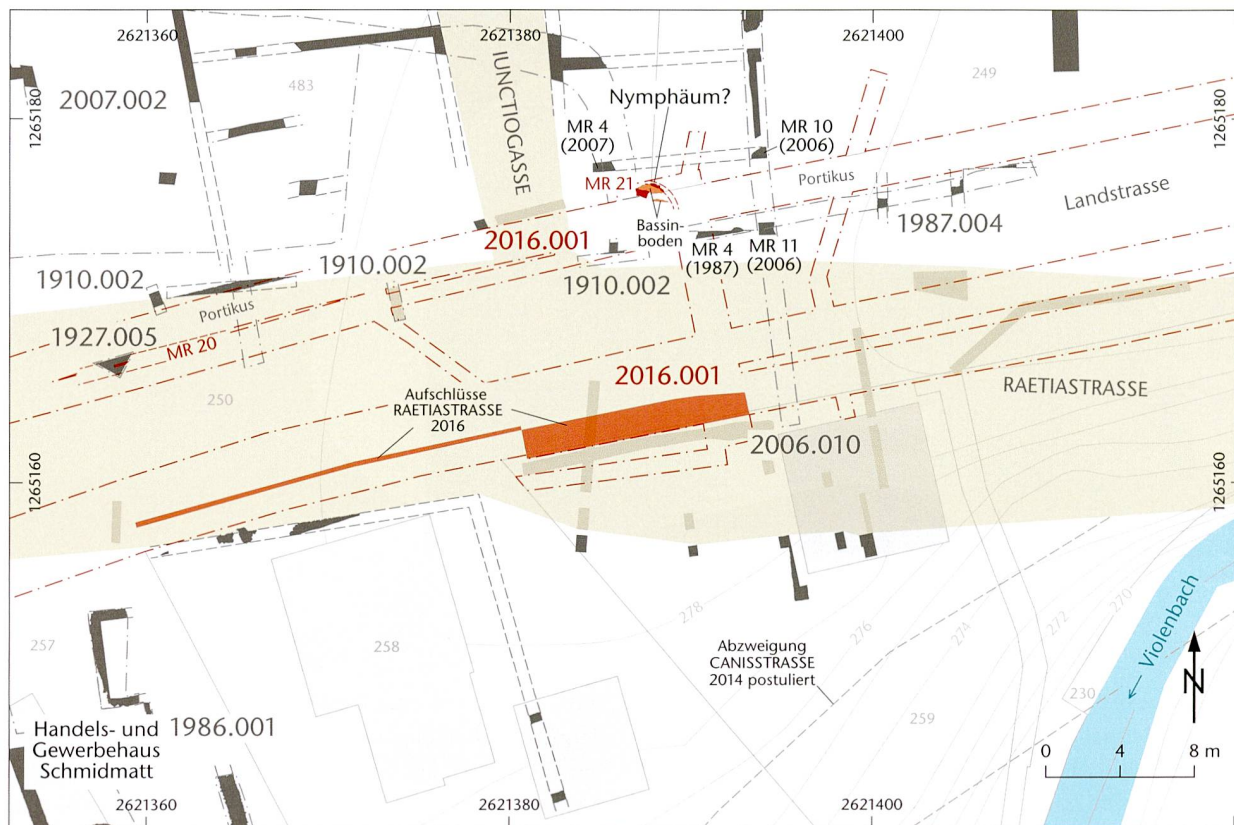 2621360
2621380
2621400
1265180
1265180
2007.002
483
IUNCTIOGASSE
Nymphäum?
249
MR 4
(2007)
MR 10
(2006)
MR 21
Portikus
Landstrasse
Bassin-
boden
2016.001
MR 4
(1987)
MR 11
(2006)
1987.004
1910.002
1910.002
1910.002
Portikus
1927.005
MR 20
250
2016.001
RAETIASTRASSE
Aufschlüsse
RAETIASTRASSE
2016
2006.010
1265160
1265160
257
258
278
276
274
272
270
Abzweigung
CANISSTRASSE
2014 postuliert
259
230
← Violenbach
N
Handels- und
Gewerbehaus
Schmidmatt
1986.001
0 4 8 m
2621360
2621380
2621400